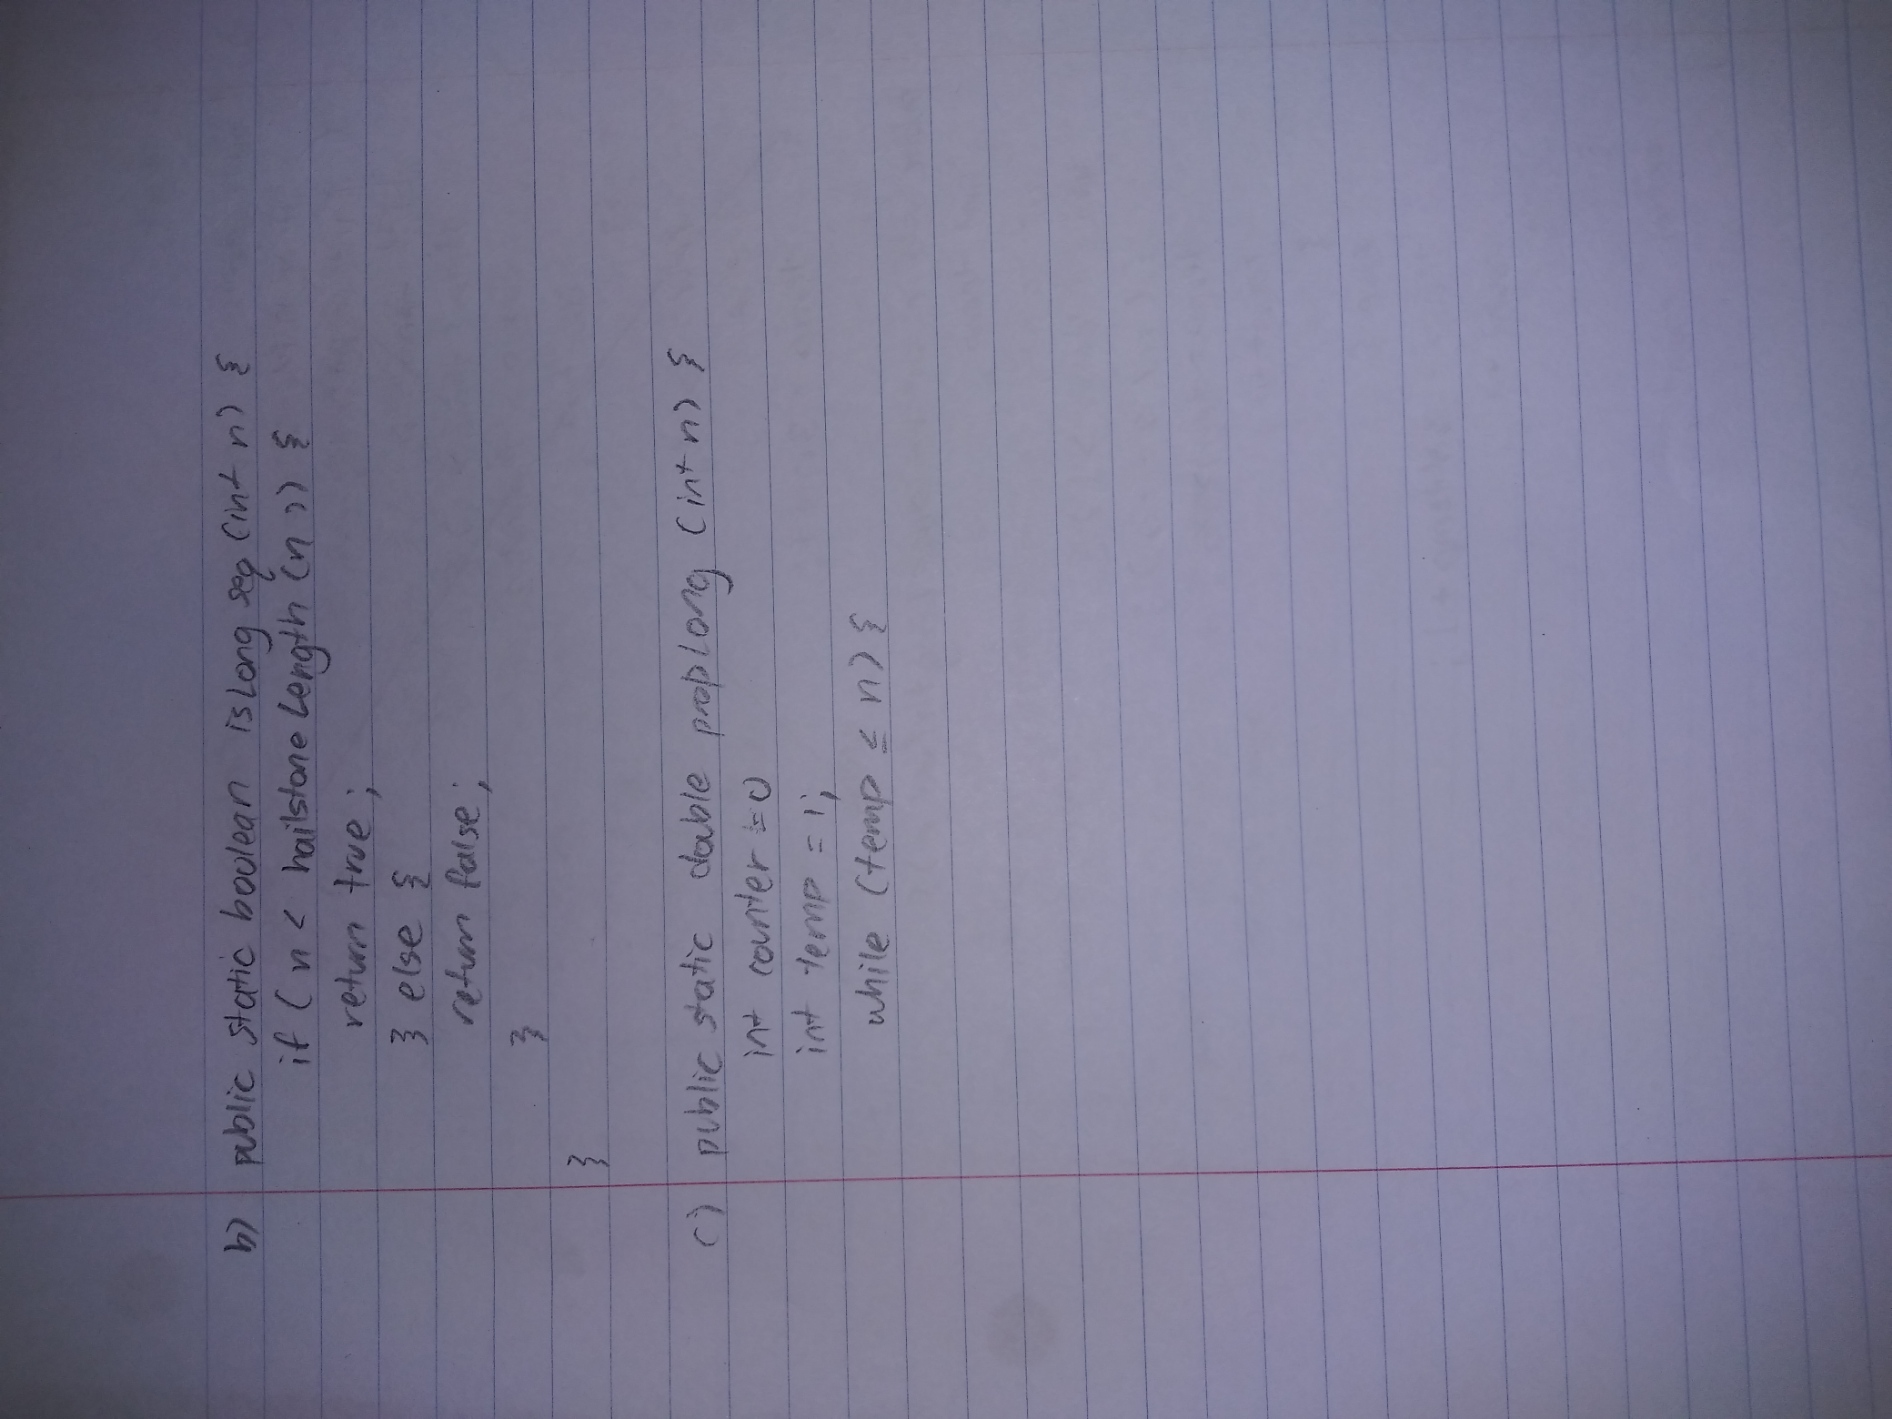 b) public static boolean isLong seq (int n) {
if (n < hailstone Length (n)) {
return true;
} else {
return false;
}
}
c) public static double propLong (int n) {
int counter = 0
int temp = 1;
while (temp ≤ n) {